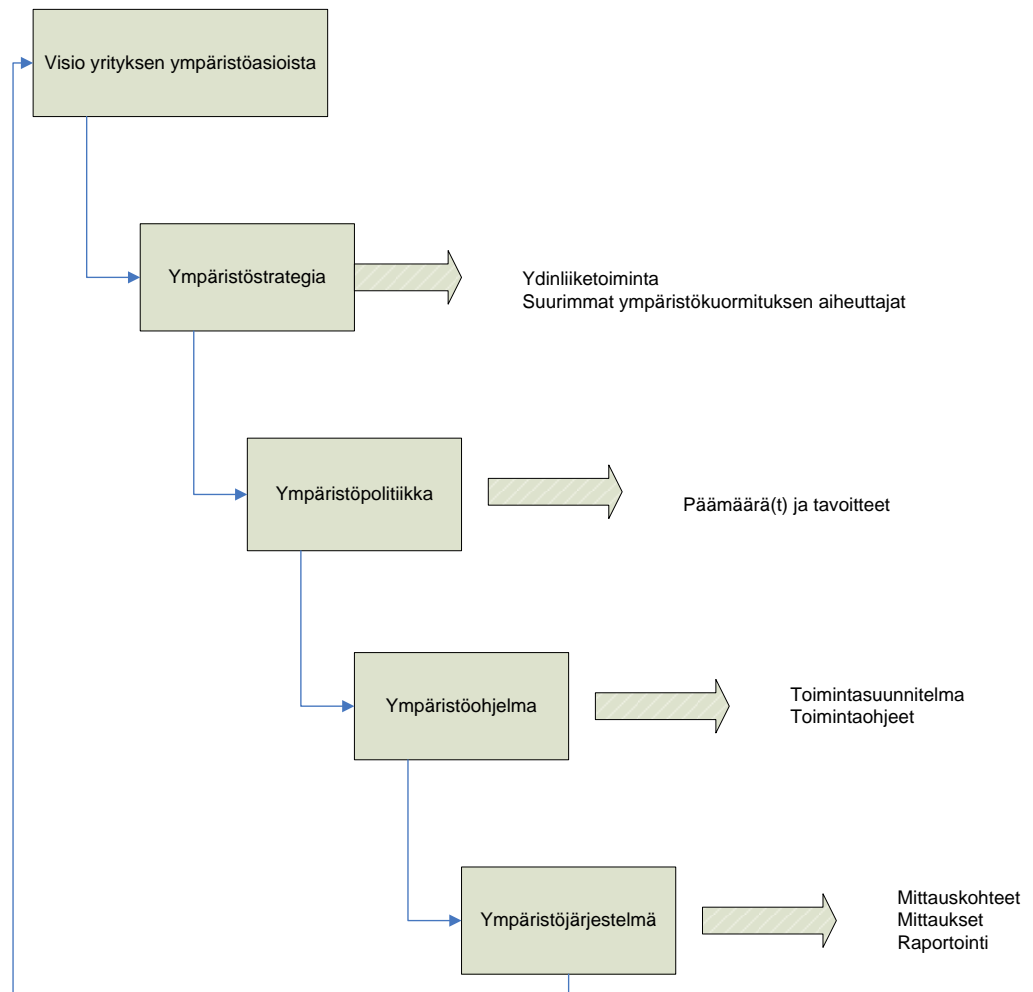 Visio yrityksen ympäristöasioista
Ympäristöstrategia
Ydinliiketoiminta
Suurimmat ympäristökuormituksen aiheuttajat
Ympäristöpolitiikka
Päämäärä(t) ja tavoitteet
Ympäristöohjelma
Toimintasuunnitelma
Toimintaohjeet
Ympäristöjärjestelmä
Mittauskohteet
Mittaukset
Raportointi